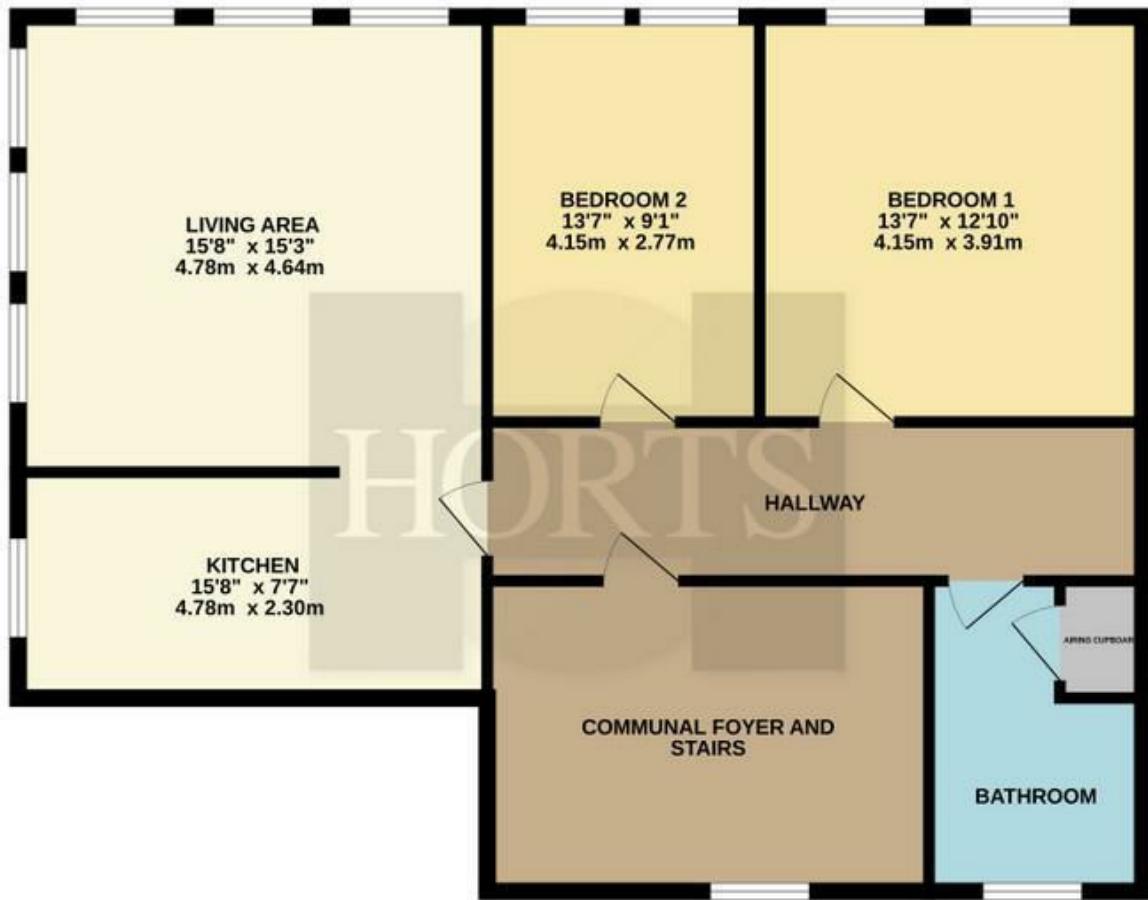 LIVING AREA
15'8" x 15'3"
4.78m x 4.64m
BEDROOM 2
13'7" x 9'1"
4.15m x 2.77m
BEDROOM 1
13'7" x 12'10"
4.15m x 3.91m
HORTS
HALLWAY
KITCHEN
15'8" x 7'7"
4.78m x 2.30m
AIRING CUPBOAR
COMMUNAL FOYER AND
STAIRS
BATHROOM